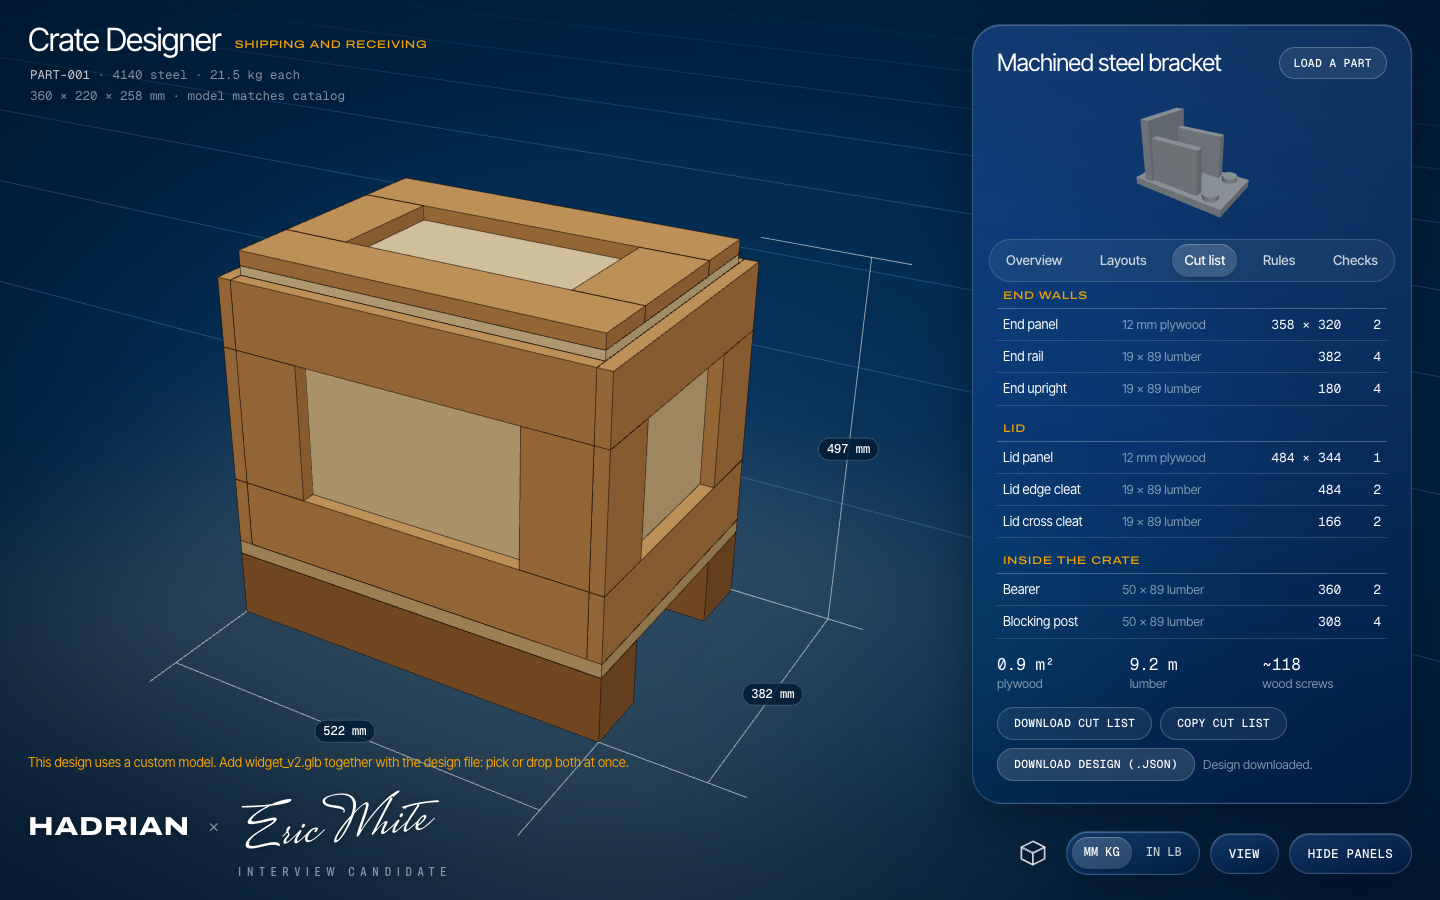 Crate Designer SHIPPING AND RECEIVING
PART-001 · 4140 steel · 21.5 kg each
360 × 220 × 258 mm · model matches catalog
497 mm
382 mm
522 mm
This design uses a custom model. Add widget_v2.glb together with the design file: pick or drop both at once.
HADRIAN × Eric White
INTERVIEW CANDIDATE
Machined steel bracket LOAD A PART
Overview Layouts Cut list Rules Checks
END WALLS
End panel 12 mm plywood 358 × 320 2
End rail 19 × 89 lumber 382 4
End upright 19 × 89 lumber 180 4
LID
Lid panel 12 mm plywood 484 × 344 1
Lid edge cleat 19 × 89 lumber 484 2
Lid cross cleat 19 × 89 lumber 166 2
INSIDE THE CRATE
Bearer 50 × 89 lumber 360 2
Blocking post 50 × 89 lumber 308 4
0.9 m² 9.2 m ~118
plywood lumber wood screws
DOWNLOAD CUT LIST COPY CUT LIST
DOWNLOAD DESIGN (.JSON) Design downloaded.
MM KG IN LB VIEW HIDE PANELS